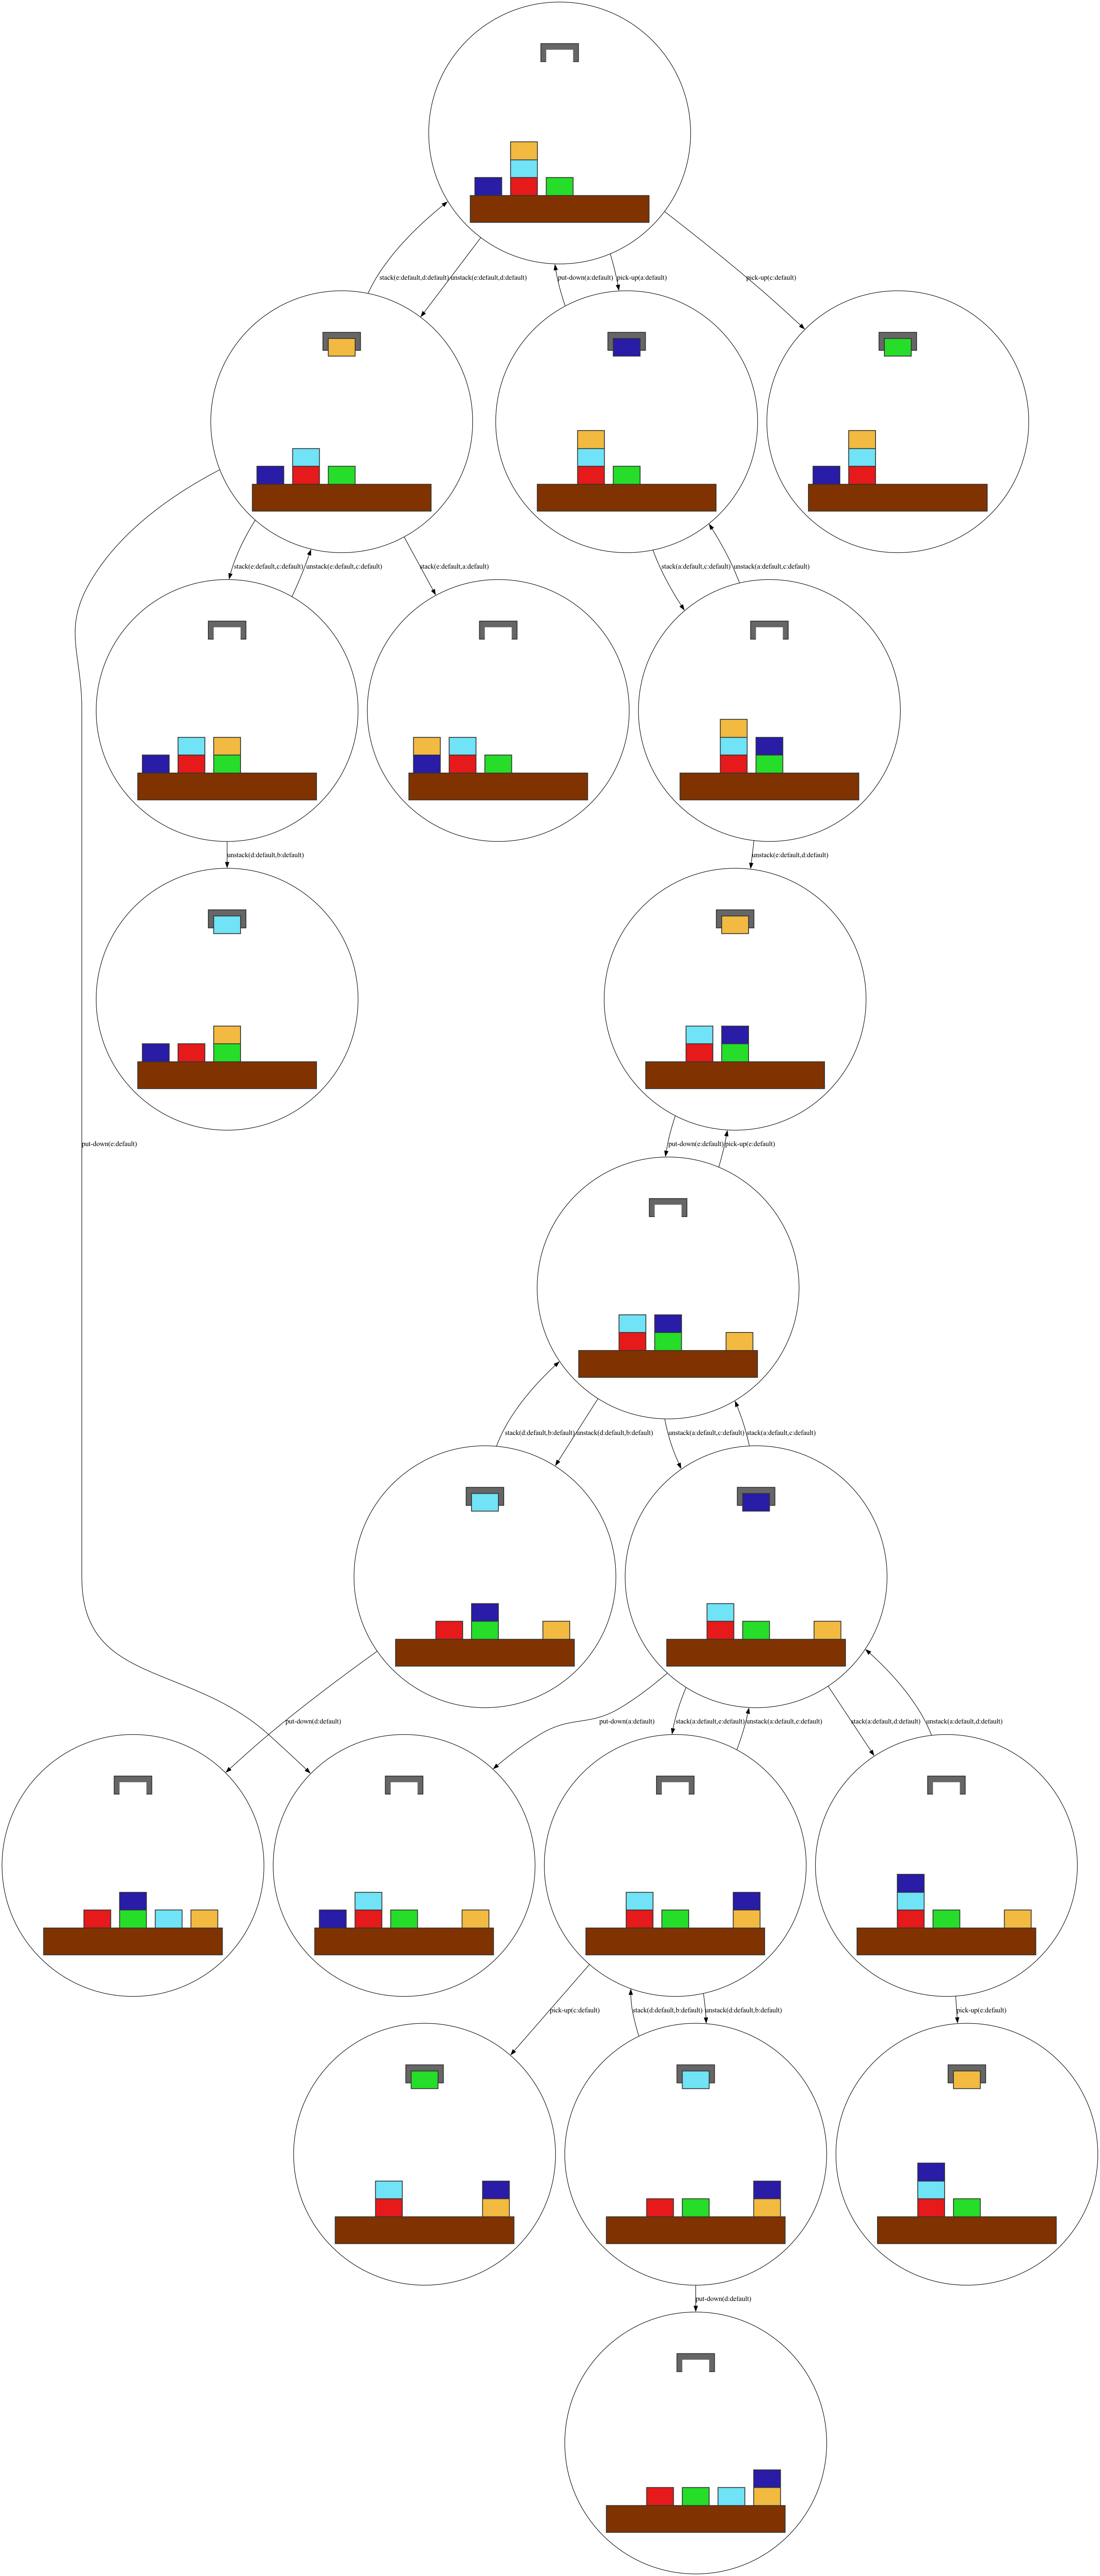 stack(e:default,d:default)
unstack(e:default,d:default)
put-down(a:default)
pick-up(a:default)
pick-up(c:default)
stack(e:default,c:default)
unstack(e:default,c:default)
stack(e:default,a:default)
stack(a:default,c:default)
unstack(a:default,c:default)
unstack(d:default,b:default)
unstack(e:default,d:default)
put-down(e:default)
put-down(e:default)
pick-up(e:default)
stack(d:default,b:default)
unstack(d:default,b:default)
unstack(a:default,c:default)
stack(a:default,c:default)
put-down(d:default)
put-down(a:default)
stack(a:default,e:default)
unstack(a:default,e:default)
stack(a:default,d:default)
unstack(a:default,d:default)
pick-up(c:default)
stack(d:default,b:default)
unstack(d:default,b:default)
pick-up(e:default)
put-down(d:default)